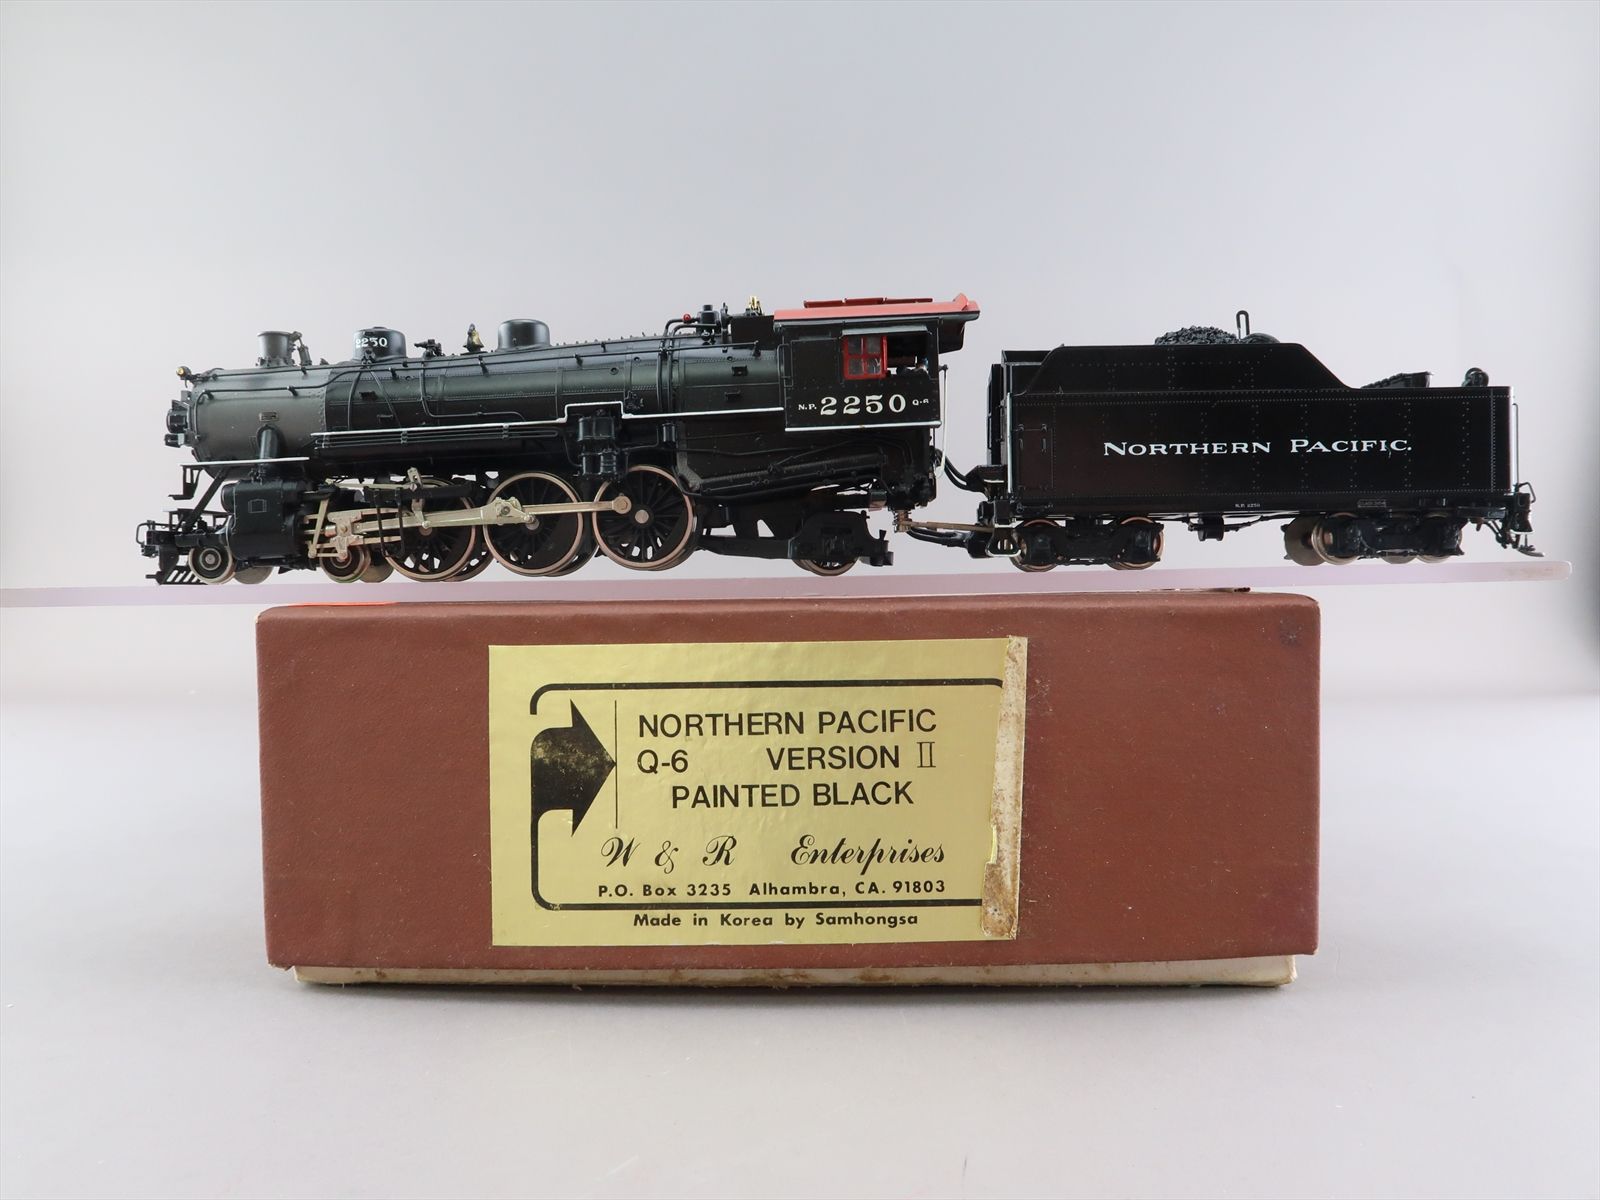 2250
N.P. 2250 Q-6
NORTHERN PACIFIC.
N.P. 2250
NORTHERN PACIFIC
Q-6 VERSION II
PAINTED BLACK
W & R Enterprises
P.O. Box 3235 Alhambra, CA. 91803
Made in Korea by Samhongsa